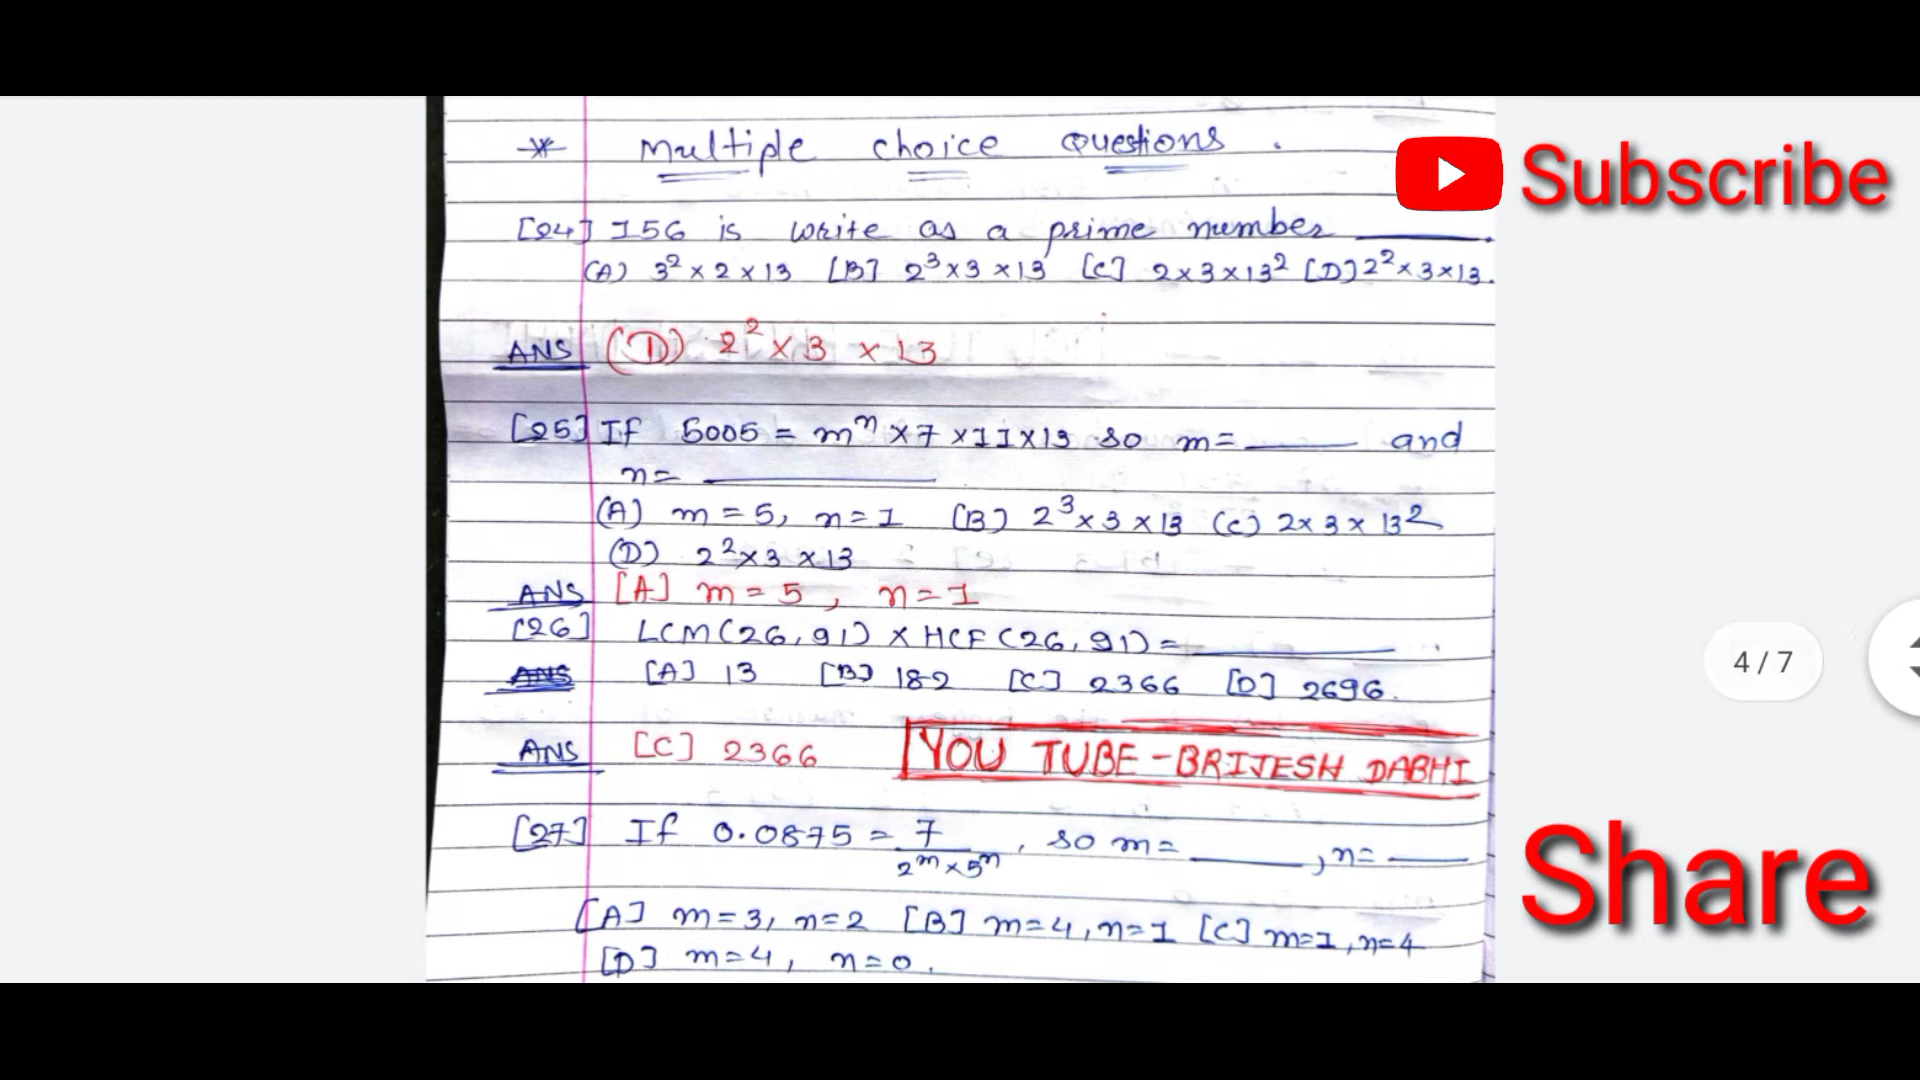 * Multiple choice Questions.
[24] 156 is write as a prime number ______.
(A) 3² × 2 × 13 [B] 2³ × 3 × 13 [C] 2 × 3 × 13² [D] 2² × 3 × 13.
ANS (D) 2² × 3 × 13
[25] If 5005 = mⁿ × 7 × 11 × 13 so m = ______ and
n = ______
(A) m = 5, n = 1 (B) 2³ × 3 × 13 (C) 2 × 3 × 13²
(D) 2² × 3 × 13
ANS [A] m = 5, n = 1
[26] LCM(26, 91) × HCF(26, 91) = ______
ANS [A] 13 [B] 182 [C] 2366 [D] 2696.
ANS [C] 2366 YOU TUBE - BRIJESH DABHI
[27] If 0.0875 = 7 / 2ᵐ × 5ⁿ, so m = ______, n = ______
[A] m = 3, n = 2 [B] m = 4, n = 1 [C] m = 1, n = 4
[D] m = 4, n = 0.
Subscribe
4 / 7
Share